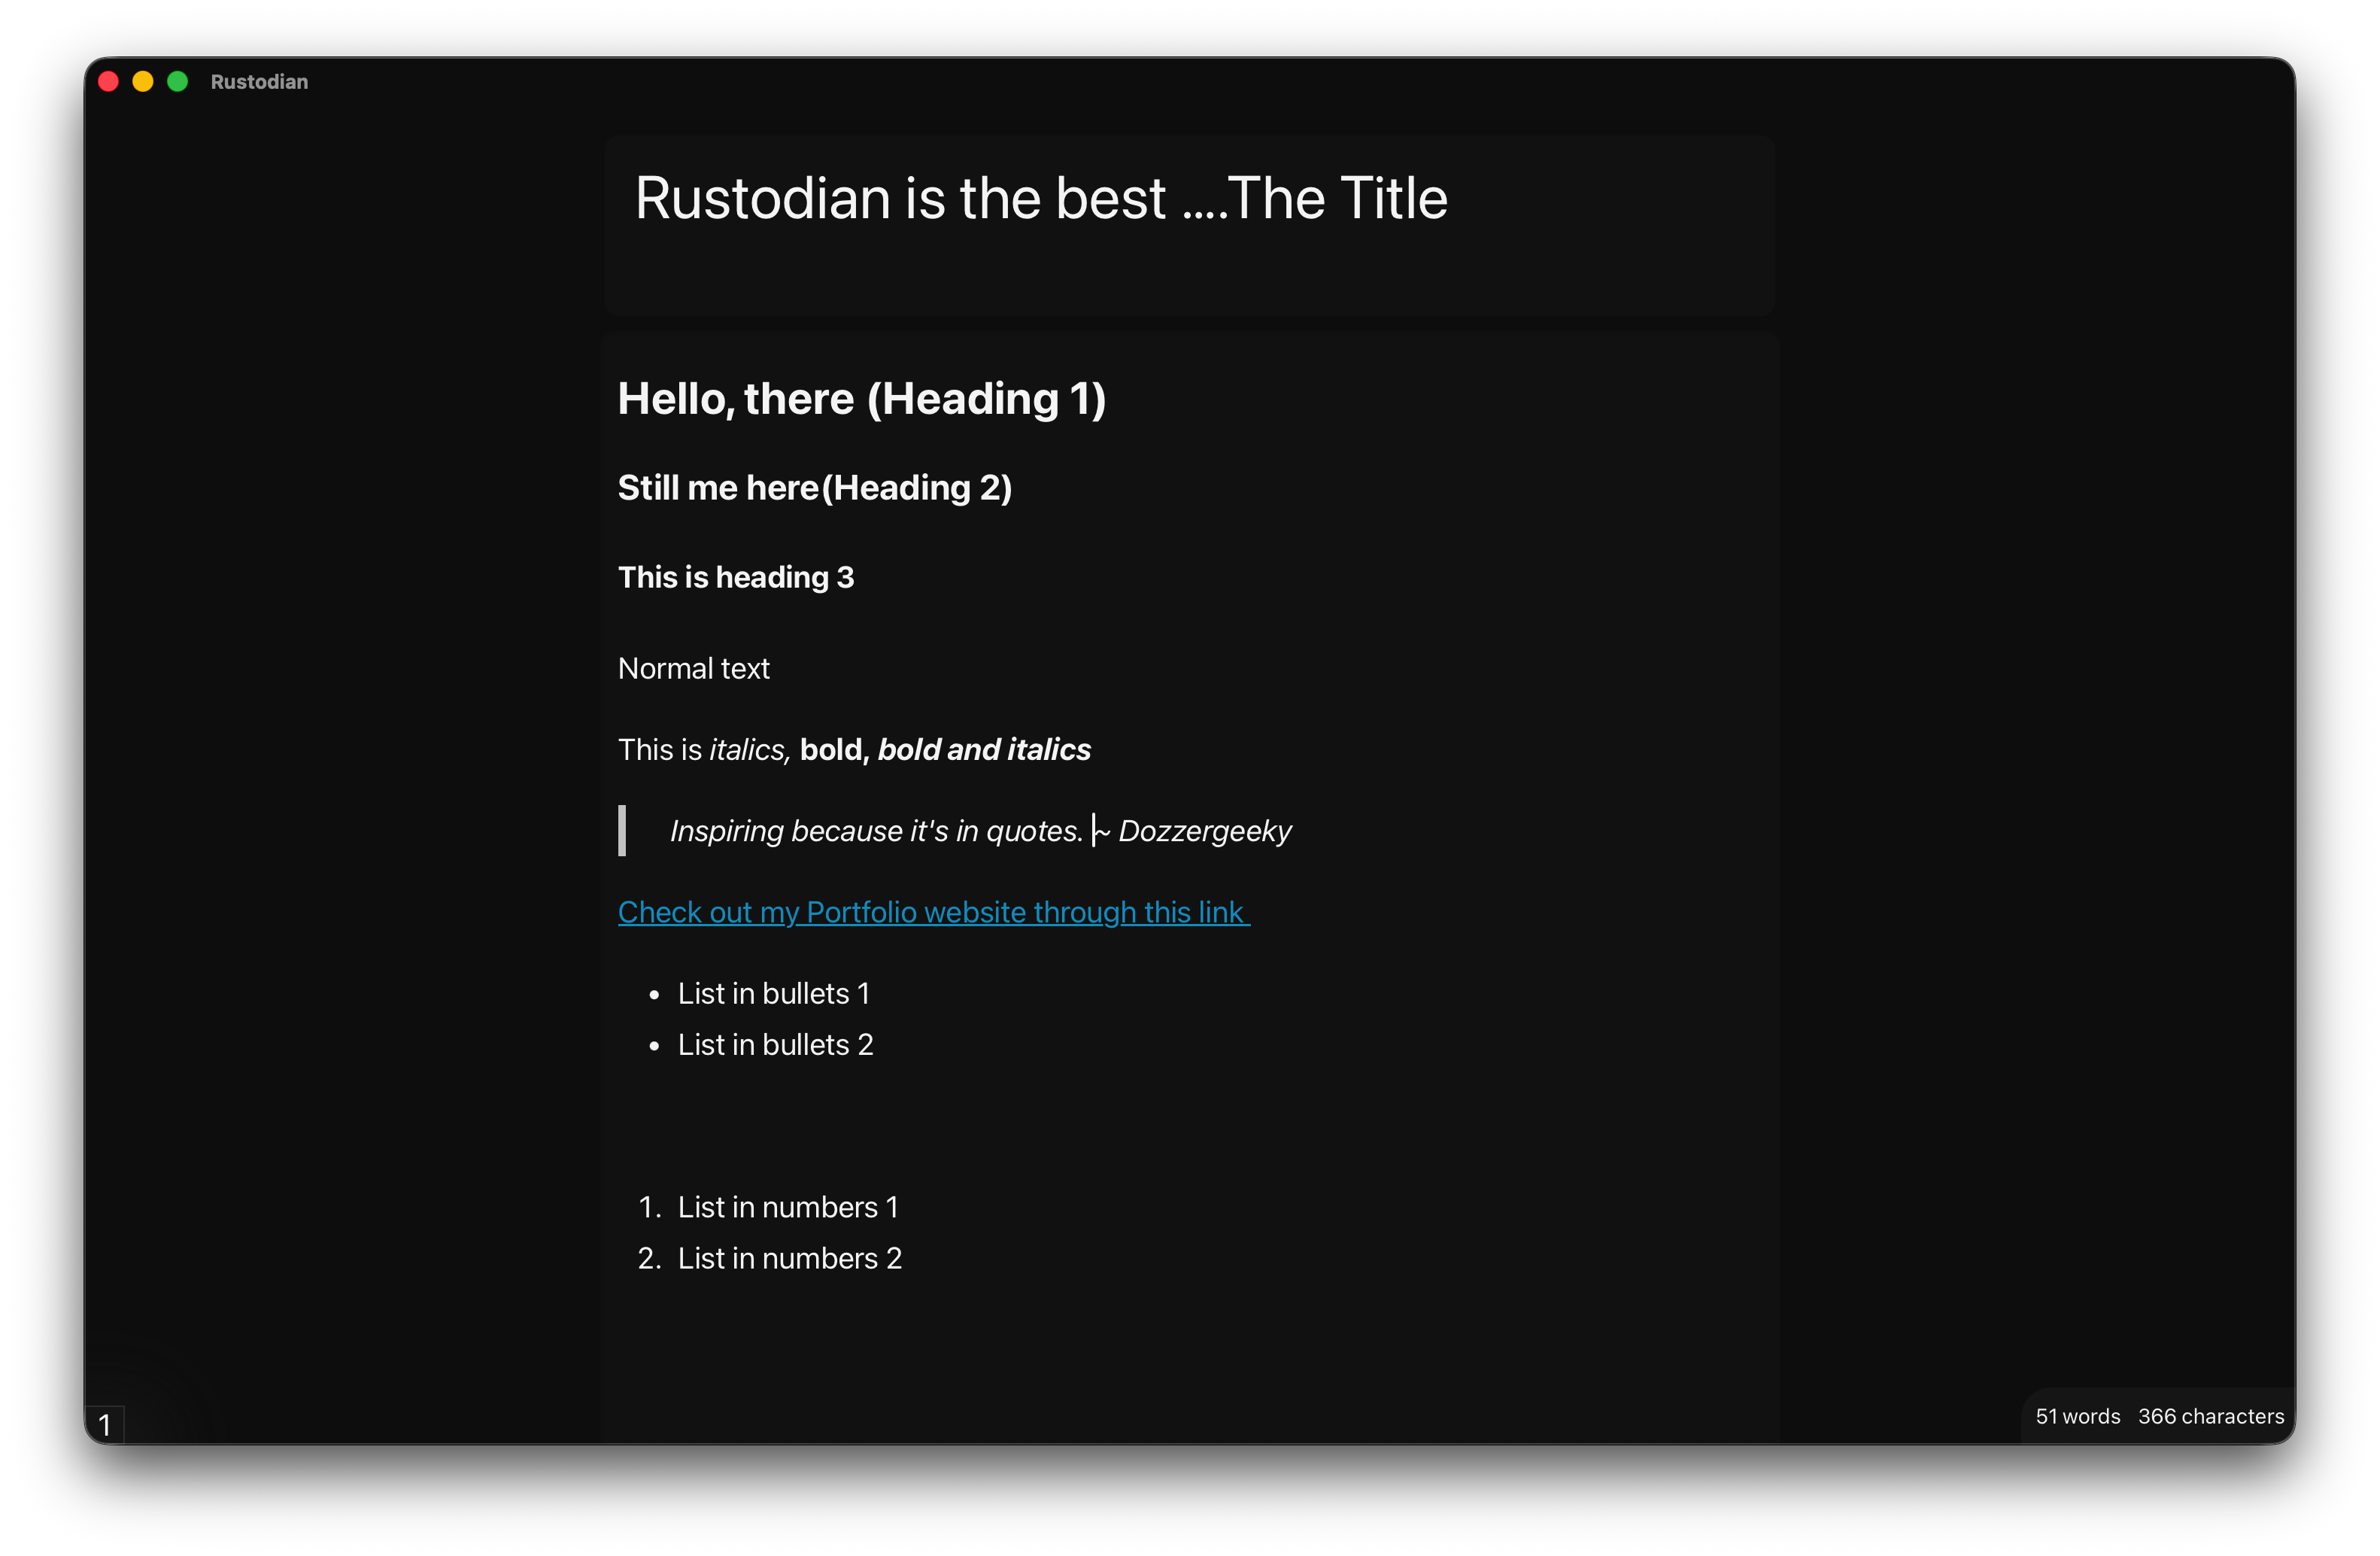 Rustodian
Rustodian is the best ....The Title
Hello, there (Heading 1)
Still me here(Heading 2)
This is heading 3
Normal text
This is italics, bold, bold and italics
Inspiring because it's in quotes. ~ Dozzergeeky
Check out my Portfolio website through this link
• List in bullets 1
• List in bullets 2
1. List in numbers 1
2. List in numbers 2
1
51 words 366 characters